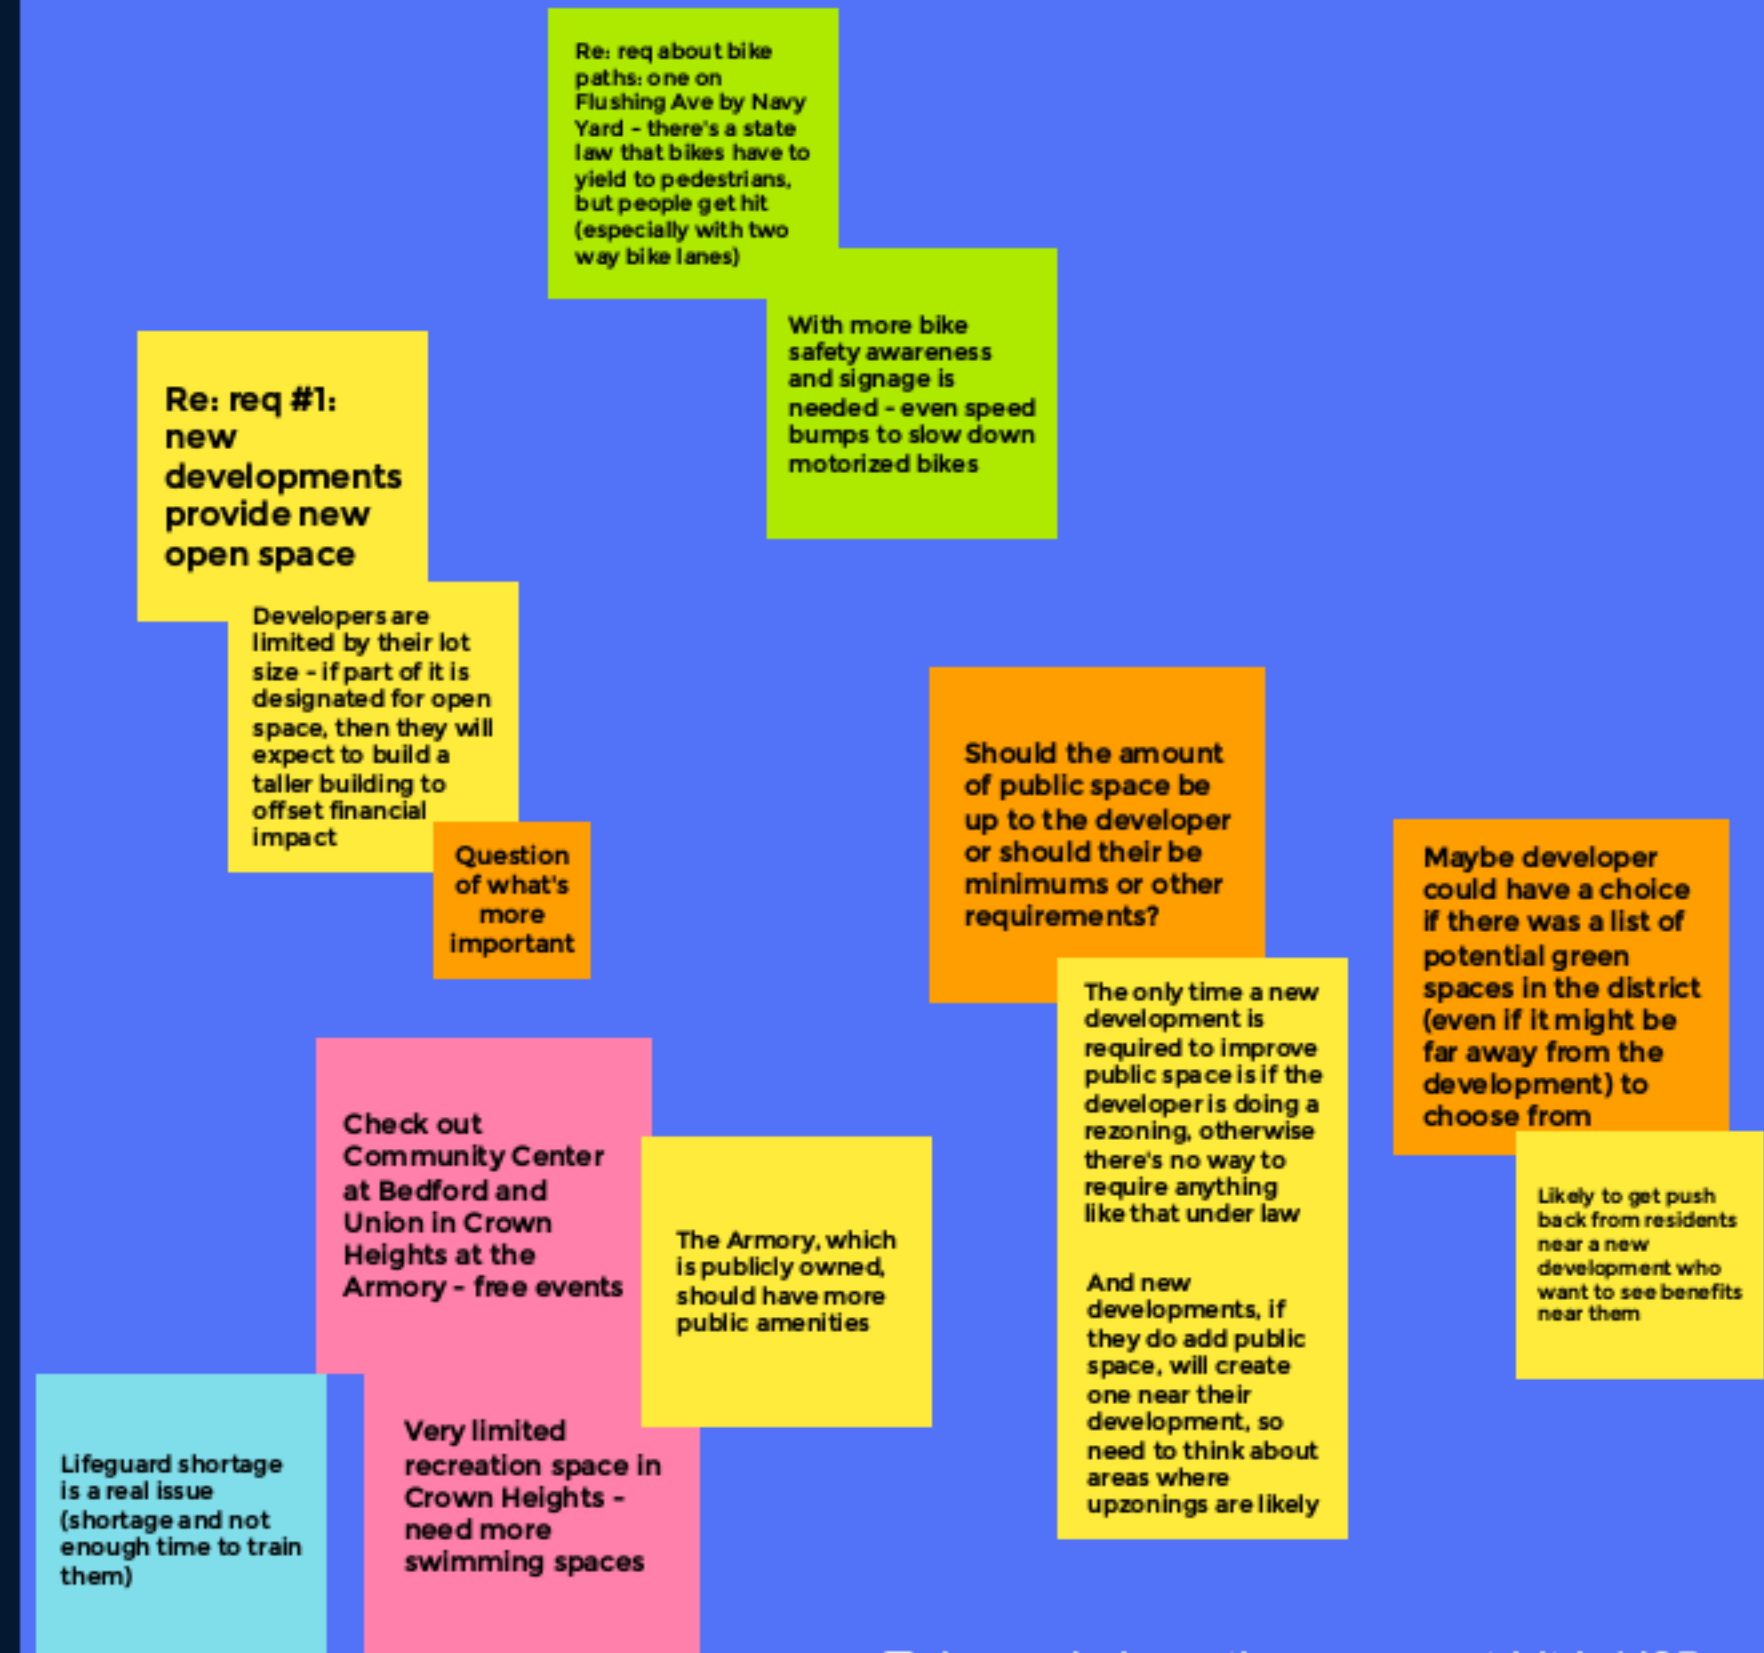 Re: req about bike
paths: one on
Flushing Ave by Navy
Yard - there's a state
law that bikes have to
yield to pedestrians,
but people get hit
(especially with two
way bike lanes)
With more bike
safety awareness
and signage is
needed - even speed
bumps to slow down
motorized bikes
Re: req #1:
new
developments
provide new
open space
Developers are
limited by their lot
size - if part of it is
designated for open
space, then they will
expect to build a
taller building to
offset financial
impact
Question
of what's
more
important
Should the amount
of public space be
up to the developer
or should their be
minimums or other
requirements?
The only time a new
development is
required to improve
public space is if the
developer is doing a
rezoning, otherwise
there's no way to
require anything
like that under law
And new
developments, if
they do add public
space, will create
one near their
development, so
need to think about
areas where
upzonings are likely
Maybe developer
could have a choice
if there was a list of
potential green
spaces in the district
(even if it might be
far away from the
development) to
choose from
Likely to get push
back from residents
near a new
development who
want to see benefits
near them
Check out
Community Center
at Bedford and
Union in Crown
Heights at the
Armory - free events
The Armory, which
is publicly owned,
should have more
public amenities
Very limited
recreation space in
Crown Heights -
need more
swimming spaces
Lifeguard shortage
is a real issue
(shortage and not
enough time to train
them)